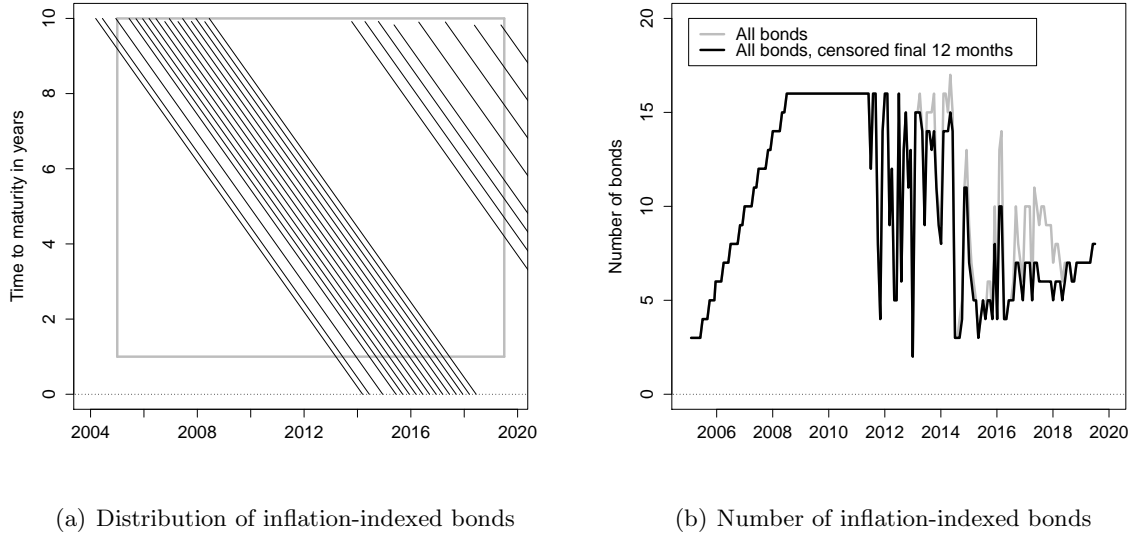 Time to maturity in years
10
8
6
4
2
0
2004 2008 2012 2016 2020
(a) Distribution of inflation-indexed bonds
Number of bonds
20
15
10
5
0
All bonds
All bonds, censored final 12 months
2006 2008 2010 2012 2014 2016 2018 2020
(b) Number of inflation-indexed bonds